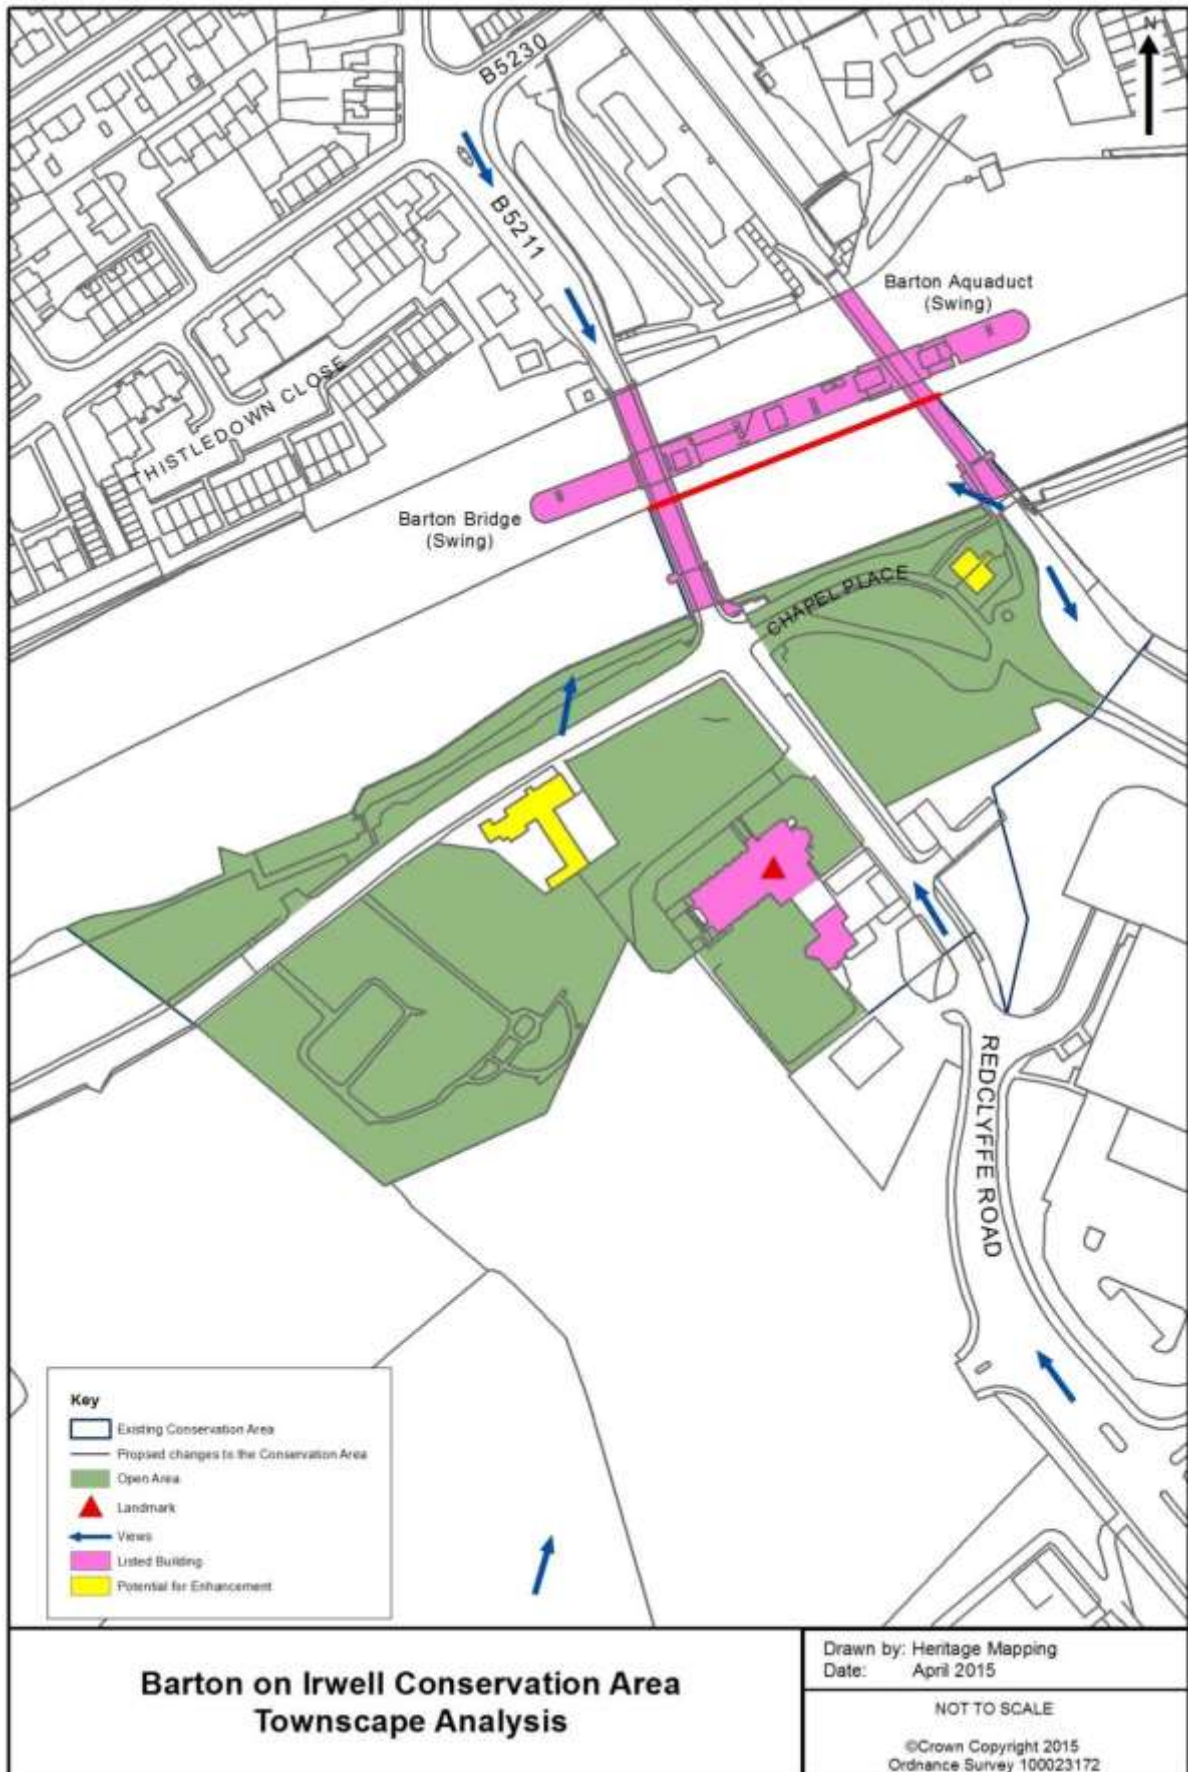 N
B5230
B5211
Barton Aquaduct
(Swing)
THISTLEDOWN CLOSE
Barton Bridge
(Swing)
CHAPEL PLACE
REDCLYFFE ROAD
Key
Existing Conservation Area
Propsed changes to the Conservation Area
Open Area
Landmark
Views
Listed Building
Potential for Enhancement
Barton on Irwell Conservation Area
Townscape Analysis
Drawn by: Heritage Mapping
Date: April 2015
NOT TO SCALE
©Crown Copyright 2015
Ordnance Survey 100023172